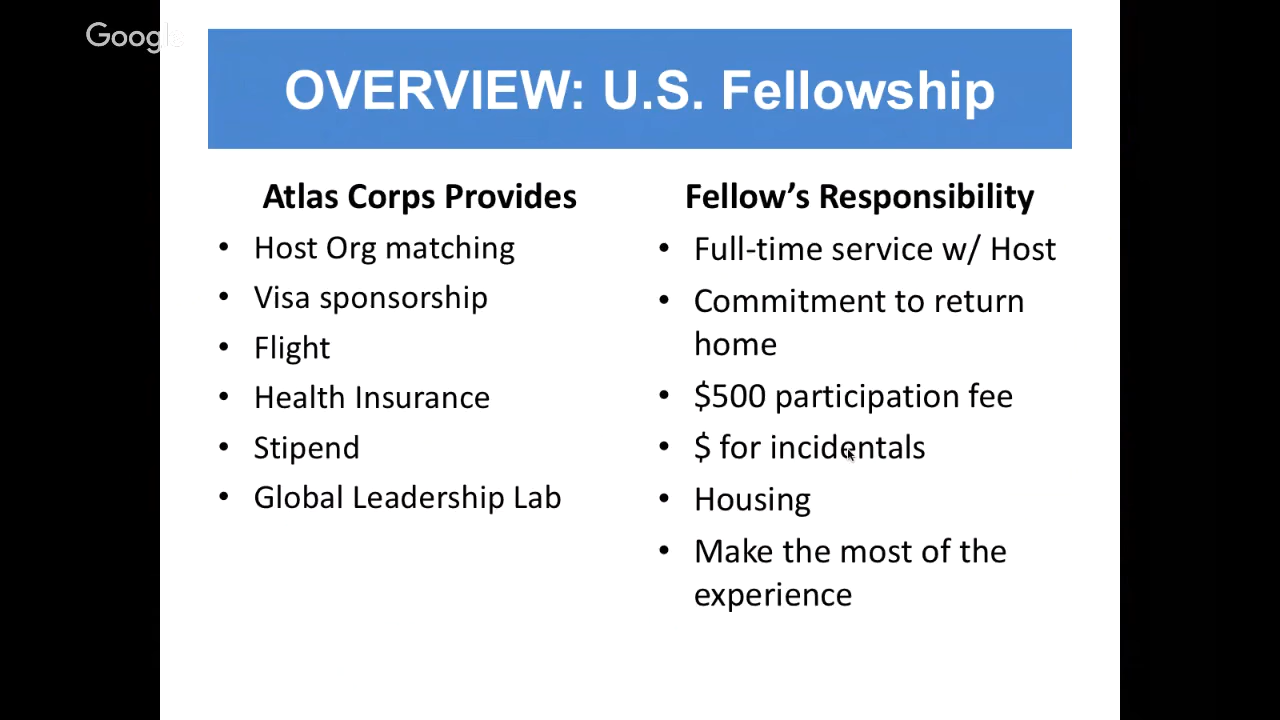 Google
OVERVIEW: U.S. Fellowship
Atlas Corps Provides
• Host Org matching
• Visa sponsorship
• Flight
• Health Insurance
• Stipend
• Global Leadership Lab
Fellow’s Responsibility
• Full-time service w/ Host
• Commitment to return
home
• $500 participation fee
• $ for incidentals
• Housing
• Make the most of the
experience